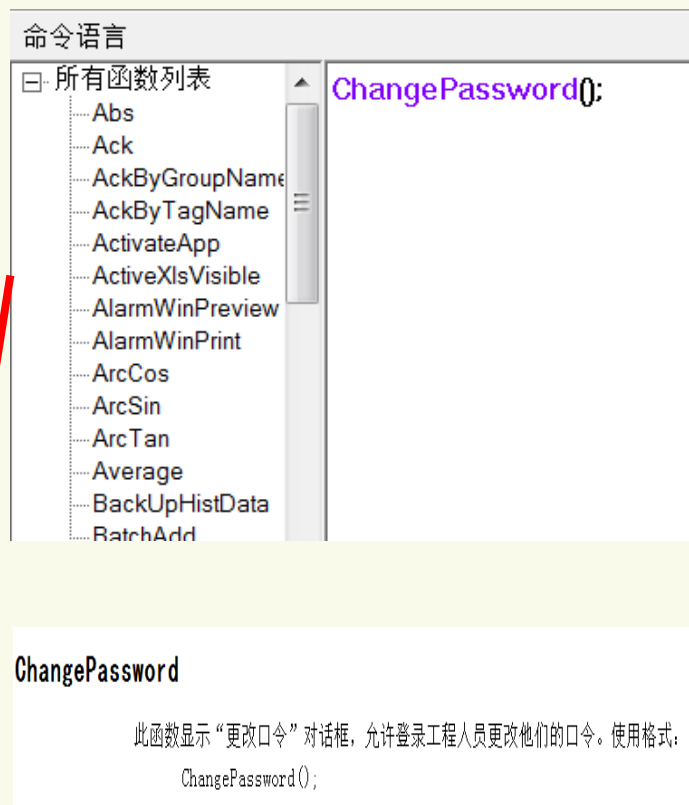 命令语言
所有函数列表
Abs
Ack
AckByGroupName
AckByTagName
ActivateApp
ActiveXlsVisible
AlarmWinPreview
AlarmWinPrint
ArcCos
ArcSin
ArcTan
Average
BackUpHistData
BatchAdd
ChangePassword();
ChangePassword
此函数显示“更改口令”对话框，允许登录工程人员更改他们的口令。使用格式：
ChangePassword();